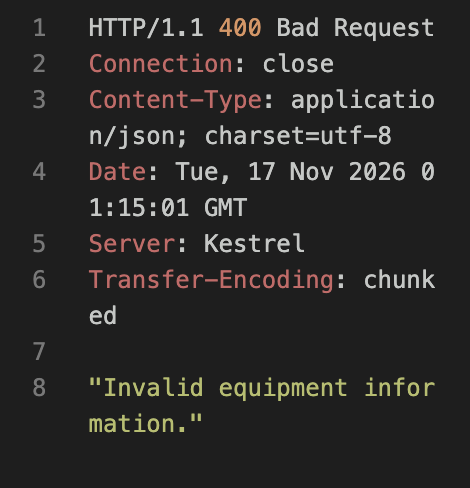 1 HTTP/1.1 400 Bad Request
2 Connection: close
3 Content-Type: applicatio
n/json; charset=utf-8
4 Date: Tue, 17 Nov 2026 0
1:15:01 GMT
5 Server: Kestrel
6 Transfer-Encoding: chunk
ed
7
8 "Invalid equipment infor
mation."